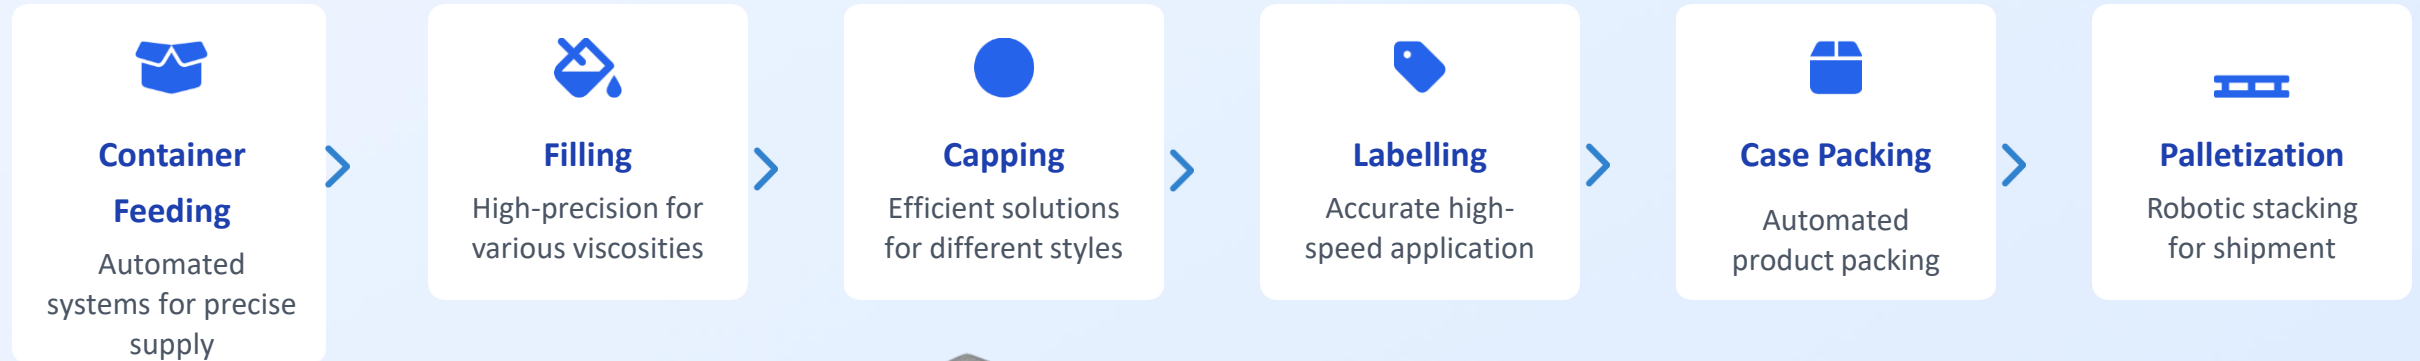 Container
Feeding
Automated
systems for precise
supply
Filling
High-precision for
various viscosities
Capping
Efficient solutions
for different styles
Labelling
Accurate high-
speed application
Case Packing
Automated
product packing
Palletization
Robotic stacking
for shipment